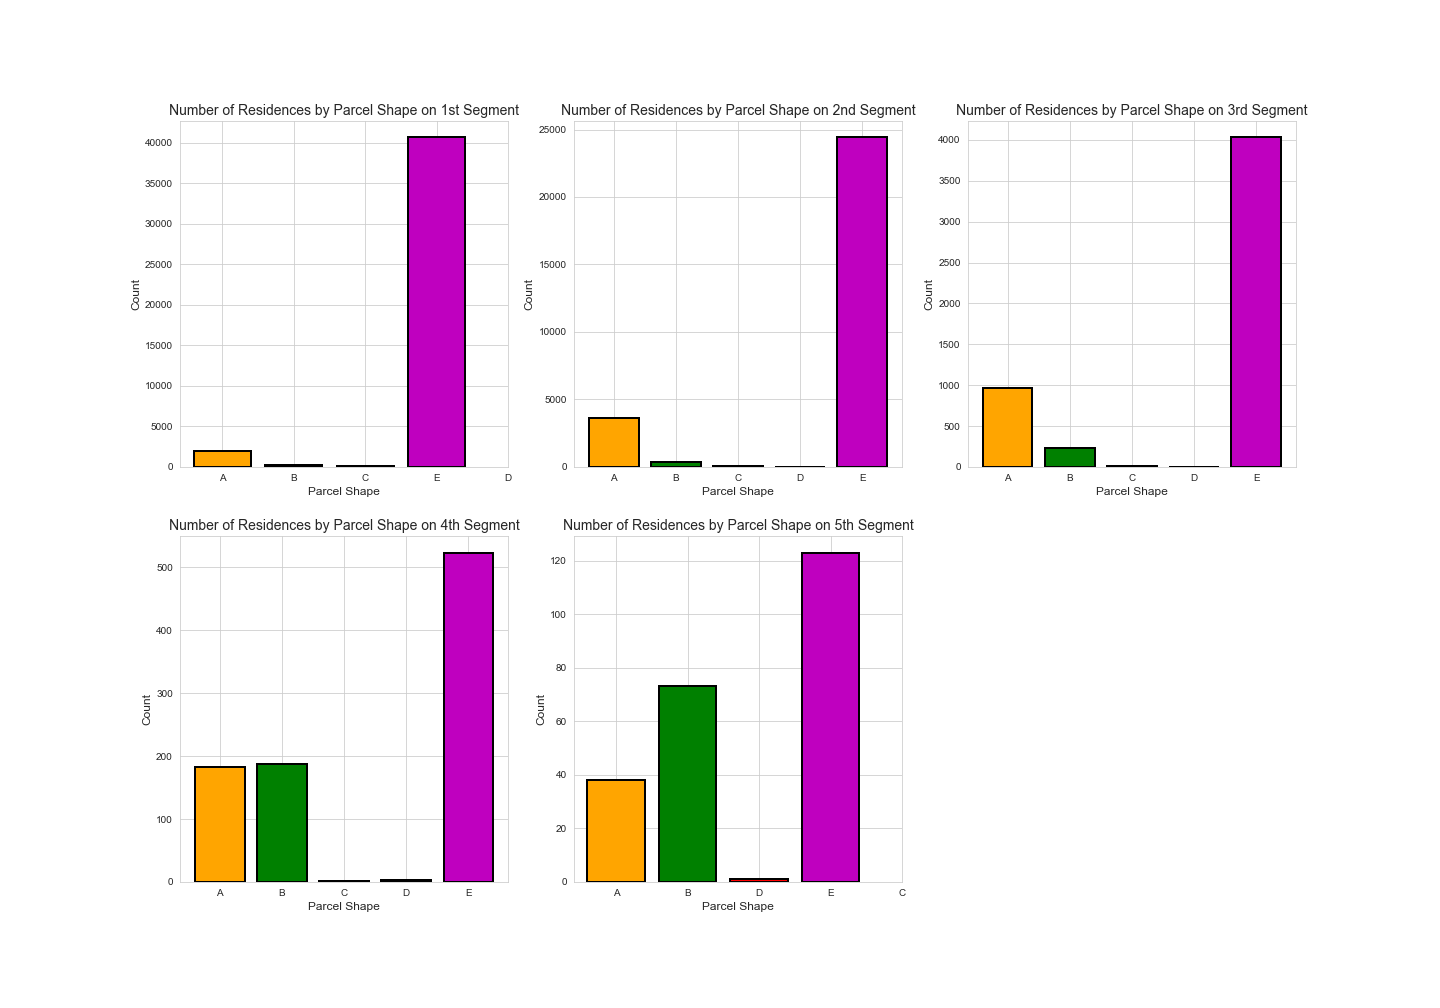 Number of Residences by Parcel Shape on 1st Segment
Count
40000
35000
30000
25000
20000
15000
10000
5000
0
A B C E D
Parcel Shape
Number of Residences by Parcel Shape on 2nd Segment
Count
25000
20000
15000
10000
5000
0
A B C D E
Parcel Shape
Number of Residences by Parcel Shape on 3rd Segment
Count
4000
3500
3000
2500
2000
1500
1000
500
0
A B C D E
Parcel Shape
Number of Residences by Parcel Shape on 4th Segment
Count
500
400
300
200
100
0
A B C D E
Parcel Shape
Number of Residences by Parcel Shape on 5th Segment
Count
120
100
80
60
40
20
0
A B D E C
Parcel Shape